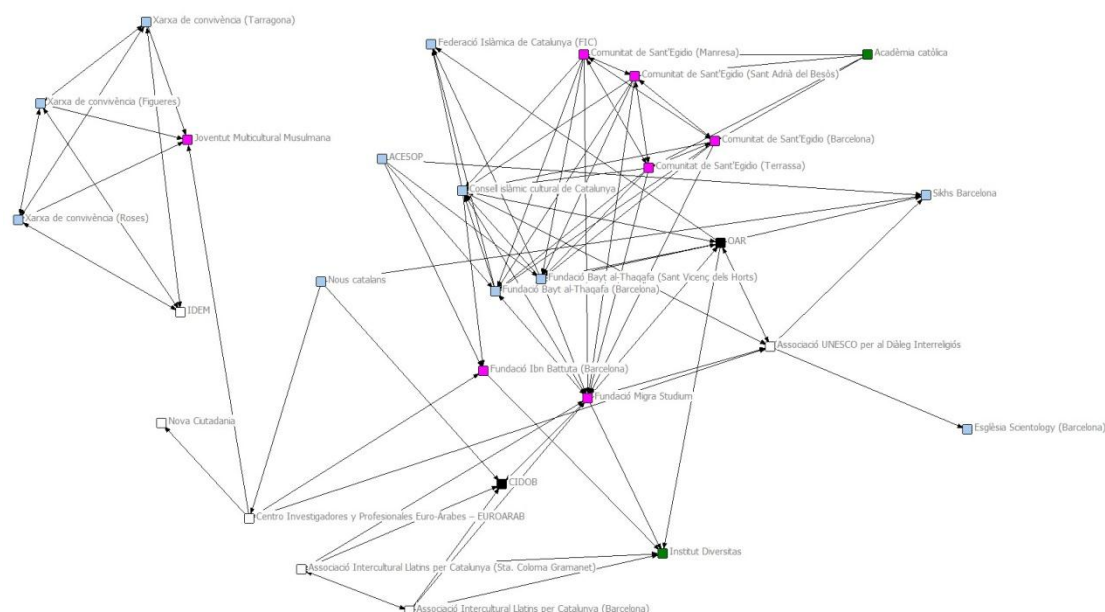 Xarxa de convivència (Tarragona)
Federació Islàmica de Catalunya (FIC)
Comunitat de Sant'Egidio (Manresa)
Acadèmia catòlica
Comunitat de Sant'Egidio (Sant Adrià del Besòs)
Xarxa de convivència (Figueres)
Joventut Multicultural Musulmana
Comunitat de Sant'Egidio (Barcelona)
ACESOP
Comunitat de Sant'Egidio (Terrassa)
Consell islàmic cultural de Catalunya
Sikhs Barcelona
Xarxa de convivència (Roses)
OAR
Fundació Bayt al-Thaqafa (Sant Vicenç dels Horts)
Nous catalans
Fundació Bayt al-Thaqafa (Barcelona)
IDEM
Associació UNESCO per al Diàleg Interreligiós
Fundació Ibn Battuta (Barcelona)
Fundació Migra Studium
Nova Ciutadania
Església Scientology (Barcelona)
CIDOB
Centro Investigadores y Profesionales Euro-Árabes – EUROARAB
Institut Diversitas
Associació Intercultural Llatins per Catalunya (Sta. Coloma Gramanet)
Associació Intercultural Llatins per Catalunya (Barcelona)